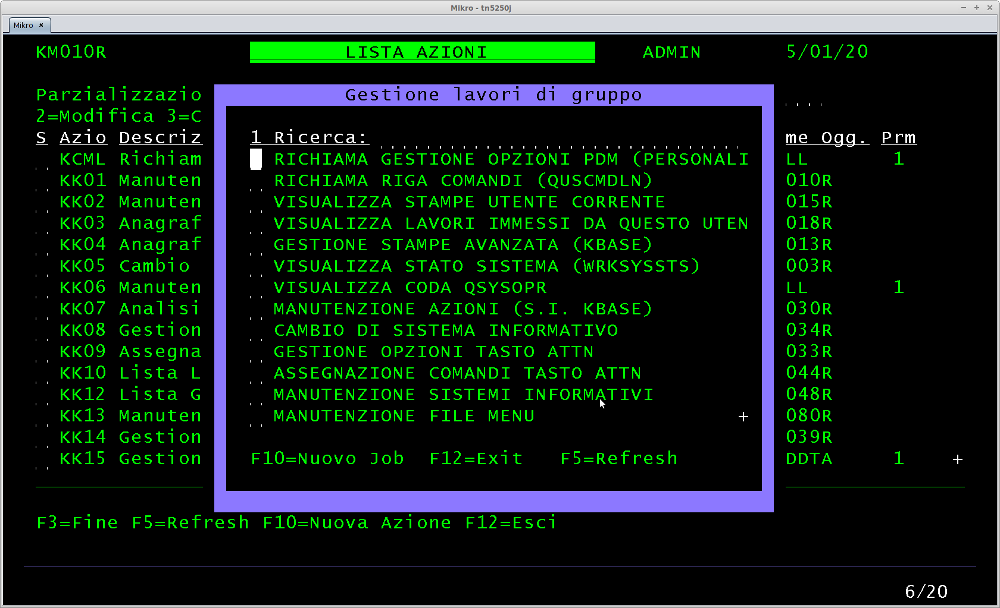 Mikro - tn5250j
Mikro ×
KM010R LISTA AZIONI ADMIN 5/01/20
Parzializzazio Gestione lavori di gruppo
2=Modifica 3=C
S Azio Descriz 1 Ricerca: me Ogg. Prm
KCML Richiam RICHIAMA GESTIONE OPZIONI PDM (PERSONALI LL 1
KK01 Manuten RICHIAMA RIGA COMANDI (QUSCMDLN) 010R
KK02 Manuten VISUALIZZA STAMPE UTENTE CORRENTE 015R
KK03 Anagraf VISUALIZZA LAVORI IMMESSI DA QUESTO UTEN 018R
KK04 Anagraf GESTIONE STAMPE AVANZATA (KBASE) 013R
KK05 Cambio VISUALIZZA STATO SISTEMA (WRKSYSSTS) 003R
KK06 Manuten VISUALIZZA CODA QSYSOPR LL 1
KK07 Analisi MANUTENZIONE AZIONI (S.I. KBASE) 030R
KK08 Gestion CAMBIO DI SISTEMA INFORMATIVO 034R
KK09 Assegna GESTIONE OPZIONI TASTO ATTN 033R
KK10 Lista L ASSEGNAZIONE COMANDI TASTO ATTN 044R
KK12 Lista G MANUTENZIONE SISTEMI INFORMATIVI 048R
KK13 Manuten MANUTENZIONE FILE MENU + 080R
KK14 Gestion 039R
KK15 Gestion F10=Nuovo Job F12=Exit F5=Refresh DDTA 1 +
F3=Fine F5=Refresh F10=Nuova Azione F12=Esci
6/20